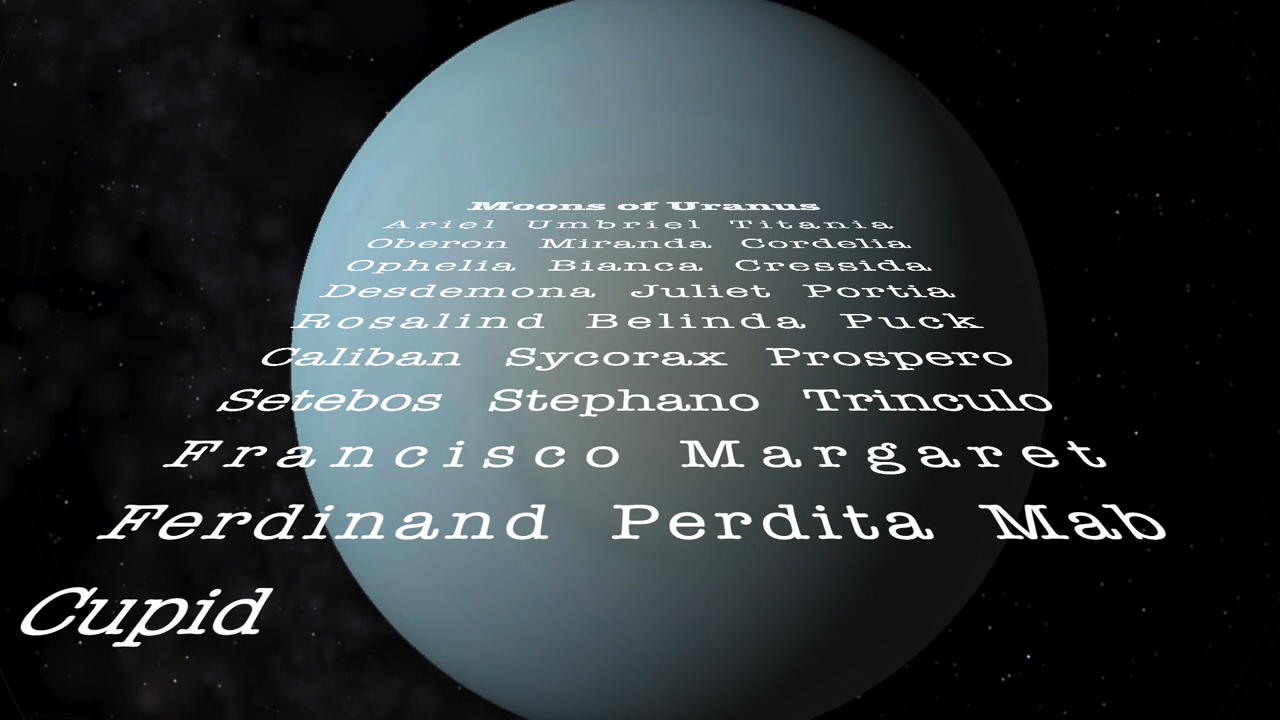 Moons of Uranus
Ariel Umbriel Titania
Oberon Miranda Cordelia
Ophelia Bianca Cressida
Desdemona Juliet Portia
Rosalind Belinda Puck
Caliban Sycorax Prospero
Setebos Stephano Trinculo
Francisco Margaret
Ferdinand Perdita Mab
Cupid